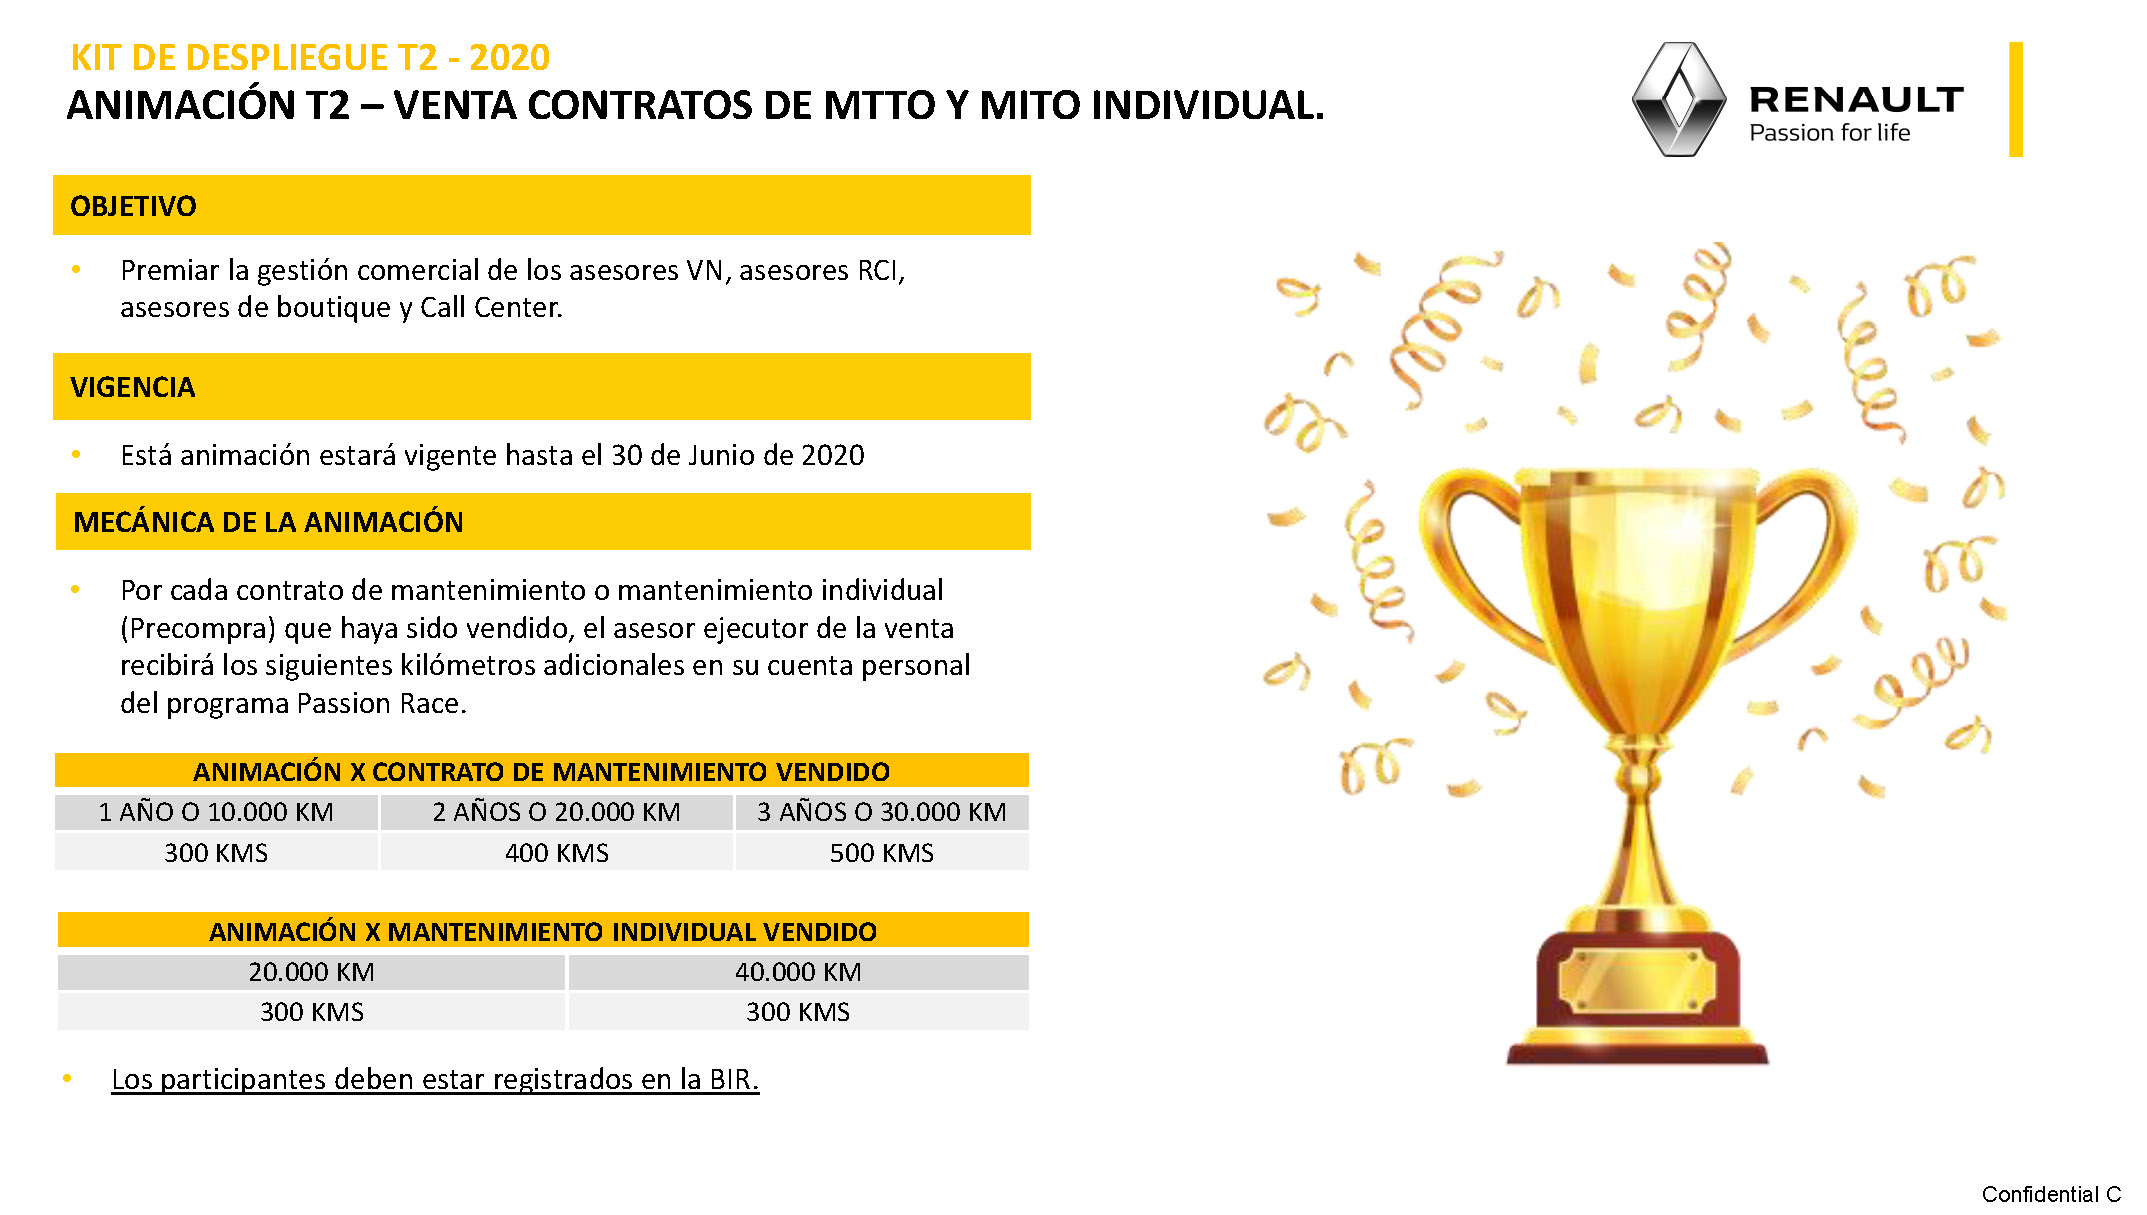 KIT DE DESPLIEGUE T2 - 2020
ANIMACIÓN T2 – VENTA CONTRATOS DE MTTO Y MITO INDIVIDUAL.
RENAULT
Passion for life
OBJETIVO
• Premiar la gestión comercial de los asesores VN, asesores RCI,
asesores de boutique y Call Center.
VIGENCIA
• Está animación estará vigente hasta el 30 de Junio de 2020
MECÁNICA DE LA ANIMACIÓN
• Por cada contrato de mantenimiento o mantenimiento individual
(Precompra) que haya sido vendido, el asesor ejecutor de la venta
recibirá los siguientes kilómetros adicionales en su cuenta personal
del programa Passion Race.
ANIMACIÓN X CONTRATO DE MANTENIMIENTO VENDIDO
1 AÑO O 10.000 KM 2 AÑOS O 20.000 KM 3 AÑOS O 30.000 KM
300 KMS 400 KMS 500 KMS
ANIMACIÓN X MANTENIMIENTO INDIVIDUAL VENDIDO
20.000 KM 40.000 KM
300 KMS 300 KMS
• Los participantes deben estar registrados en la BIR.
Confidential C